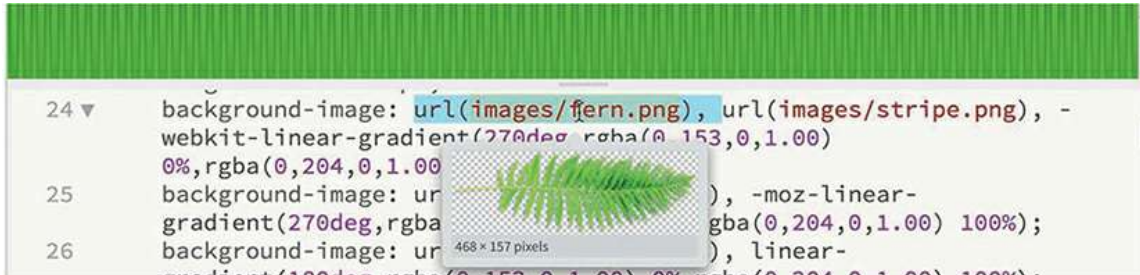 24 ▼ background-image: url(images/fern.png), url(images/stripe.png), -
webkit-linear-gradient(270deg,rgba(0,153,0,1.00)
0%,rgba(0,204,0,1.00
25 background-image: ur ), -moz-linear-
gradient(270deg,rgba gba(0,204,0,1.00) 100%);
468 × 157 pixels
26 background-image: ur ), linear-